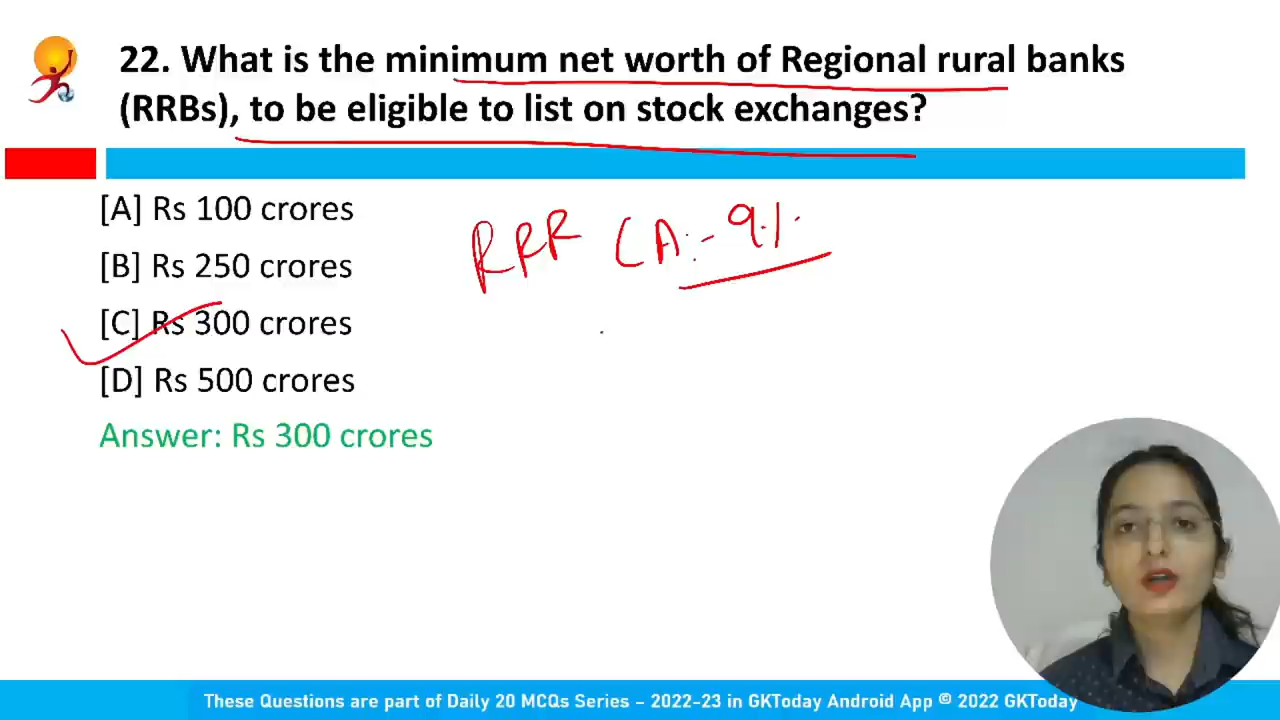 22. What is the minimum net worth of Regional rural banks
(RRBs), to be eligible to list on stock exchanges?
[A] Rs 100 crores
RRR CA:- 9%
[B] Rs 250 crores
[C] Rs 300 crores
[D] Rs 500 crores
Answer: Rs 300 crores
These Questions are part of Daily 20 MCQs Series – 2022-23 in GKToday Android App © 2022 GKToday